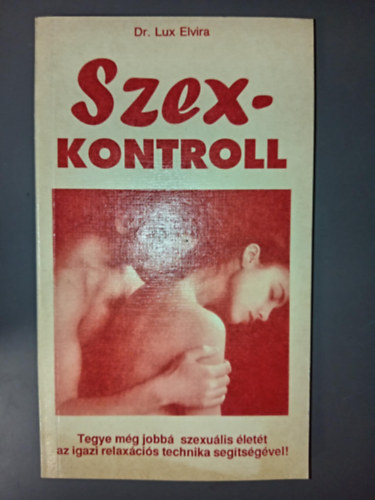 Dr. Lux Elvira
Szex-
KONTROLL
Tegye még jobbá szexuális életét
az igazi relaxációs technika segítségével!